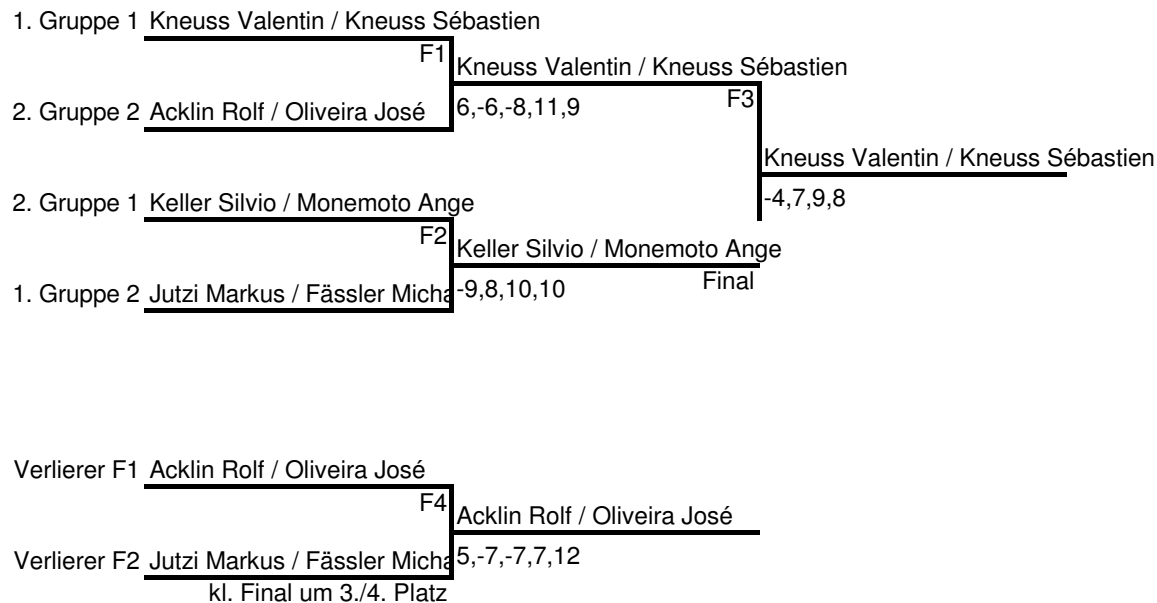 1. Gruppe 1 Kneuss Valentin / Kneuss Sébastien
F1
Kneuss Valentin / Kneuss Sébastien
2. Gruppe 2 Acklin Rolf / Oliveira José
6,-6,-8,11,9
F3
Kneuss Valentin / Kneuss Sébastien
-4,7,9,8
2. Gruppe 1 Keller Silvio / Monemoto Ange
F2
Keller Silvio / Monemoto Ange
Final
1. Gruppe 2 Jutzi Markus / Fässler Micha
-9,8,10,10
Verlierer F1 Acklin Rolf / Oliveira José
F4
Acklin Rolf / Oliveira José
Verlierer F2 Jutzi Markus / Fässler Micha
5,-7,-7,7,12
kl. Final um 3./4. Platz